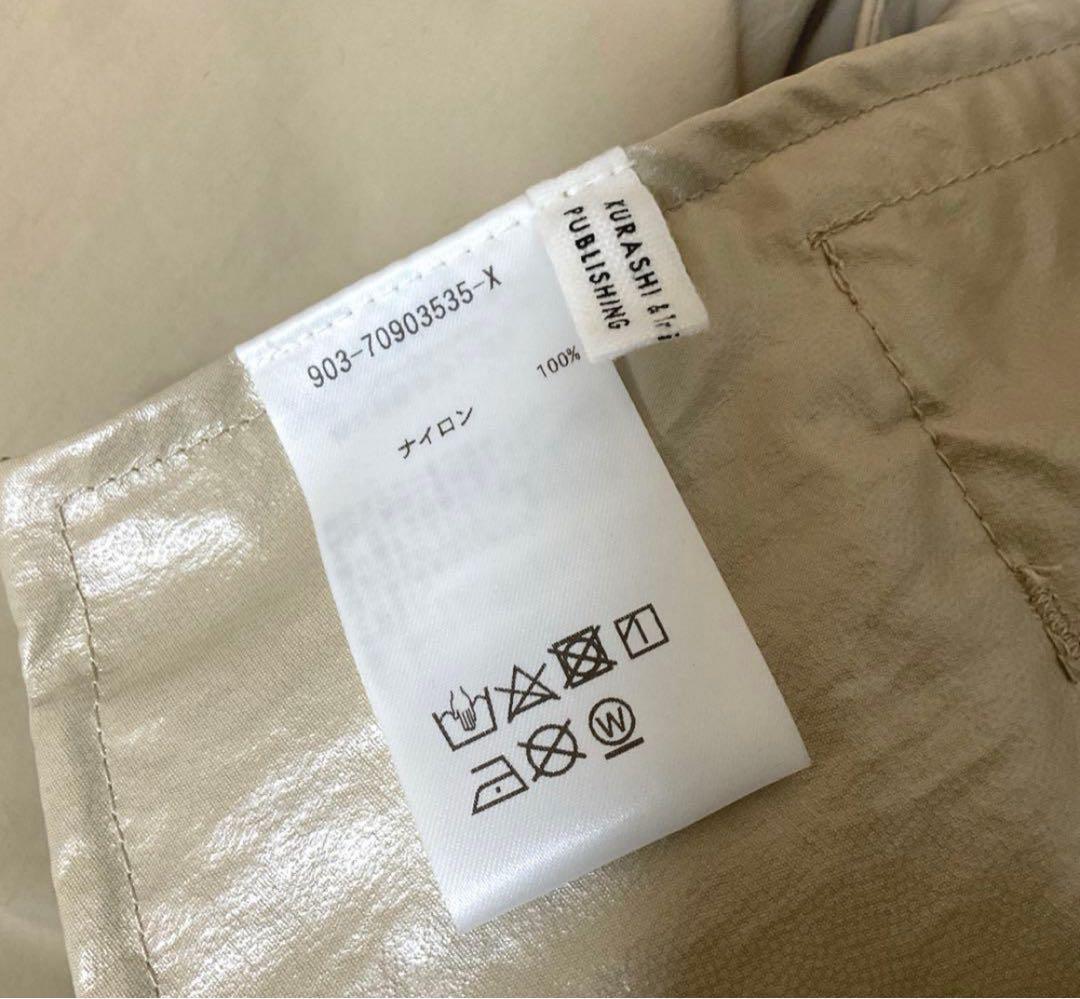 KURASHI &
PUBLISHING
903-70903535-X
ナイロン 100%
W